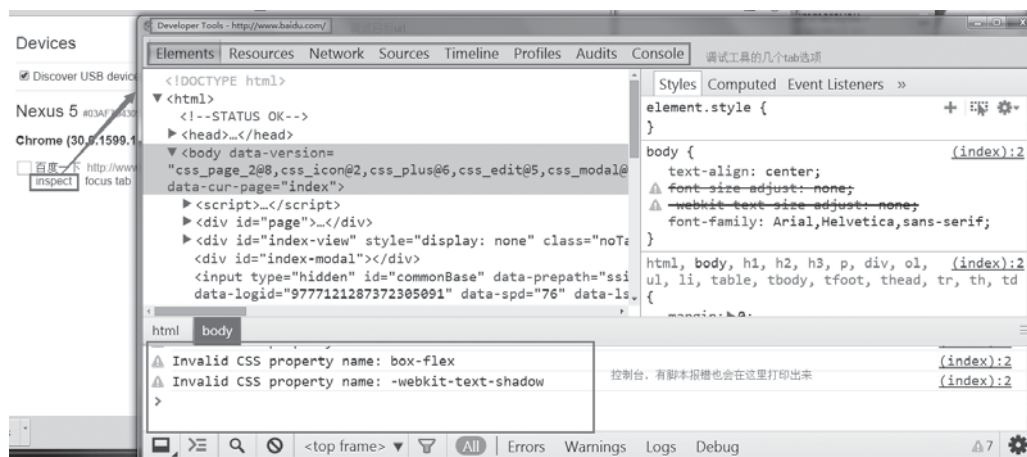 Developer Tools - http://www.baidu.com/
Devices
Discover USB device
Nexus 5
Chrome (30.0.1599.1
百度一下 http://www
inspect focus tab
Elements Resources Network Sources Timeline Profiles Audits Console
调试工具的几个tab选项
<!DOCTYPE html>
▼<html>
<!--STATUS OK-->
▶<head>…</head>
▼<body data-version=
"css_page_2@8,css_icon@2,css_plus@6,css_edit@5,css_modal@
data-cur-page="index">
▶<script>…</script>
▶<div id="page">…</div>
▶<div id="index-view" style="display: none" class="noTa
<div id="index-modal"></div>
<input type="hidden" id="commonBase" data-prepath="ssi
data-logid="9777121287372305091" data-spd="76" data-ls
html body
Styles Computed Event Listeners »
element.style {
}
body { (index):2
text-align: center;
font-size-adjust: none;
-webkit-text-size-adjust: none;
font-family: Arial,Helvetica,sans-serif;
}
html, body, h1, h2, h3, p, div, ol, (index):2
ul, li, table, tbody, tfoot, thead, tr, th, td
{
margin:▶0;
Invalid CSS property name: box-flex (index):2
Invalid CSS property name: -webkit-text-shadow (index):2
>
控制台，有脚本报错也会在这里打印出来
<top frame> ▼ All Errors Warnings Logs Debug 7